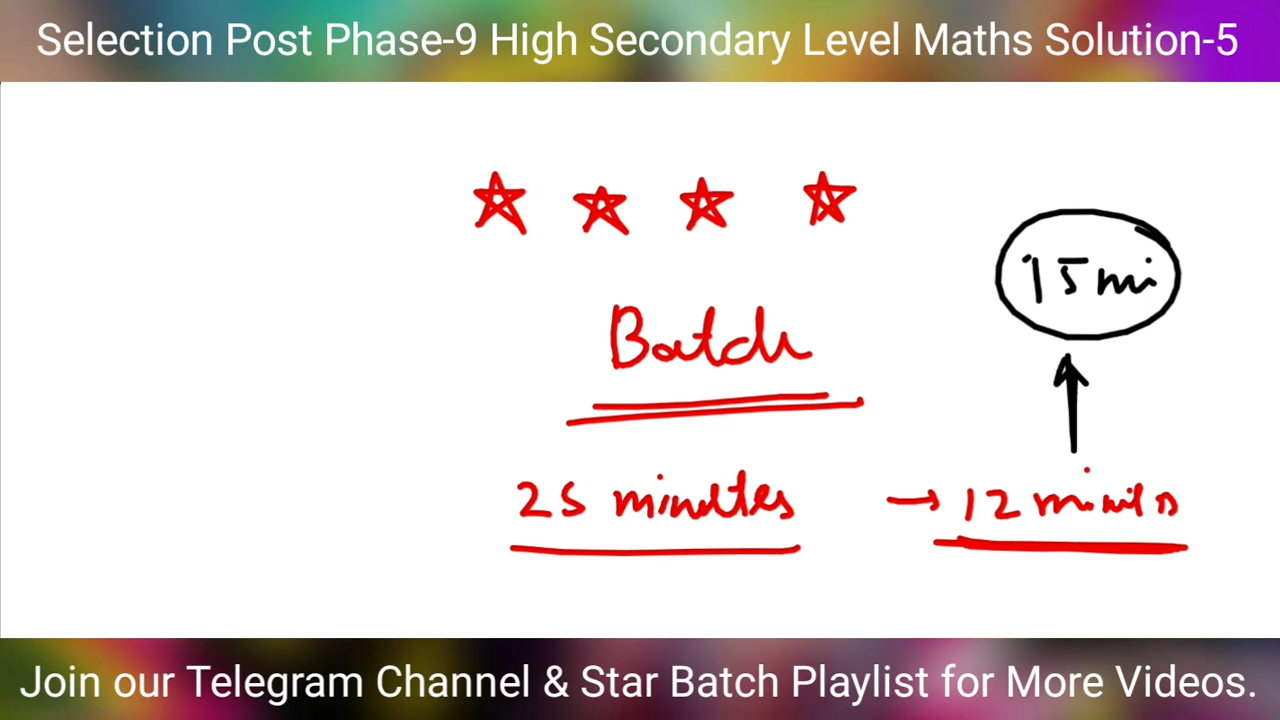 Selection Post Phase-9 High Secondary Level Maths Solution-5
15 mi
Batch
25 minutes → 12 minutes
Join our Telegram Channel & Star Batch Playlist for More Videos.